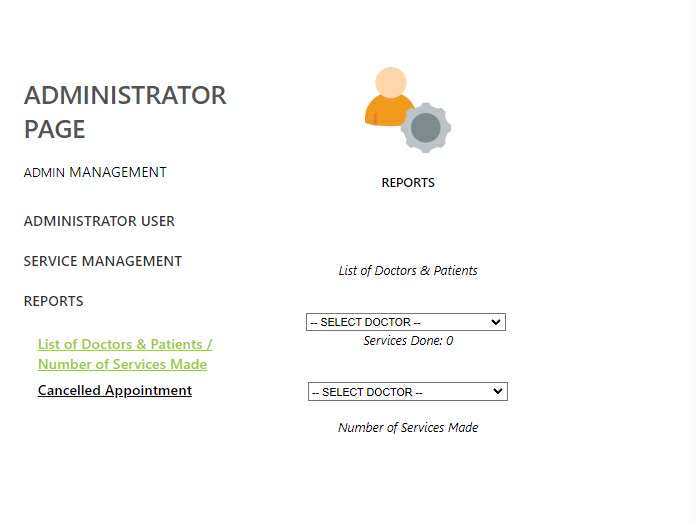 ADMINISTRATOR
PAGE
ADMIN MANAGEMENT
ADMINISTRATOR USER
SERVICE MANAGEMENT
REPORTS
List of Doctors & Patients /
Number of Services Made
Cancelled Appointment
REPORTS
List of Doctors & Patients
-- SELECT DOCTOR --
Services Done: 0
-- SELECT DOCTOR --
Number of Services Made